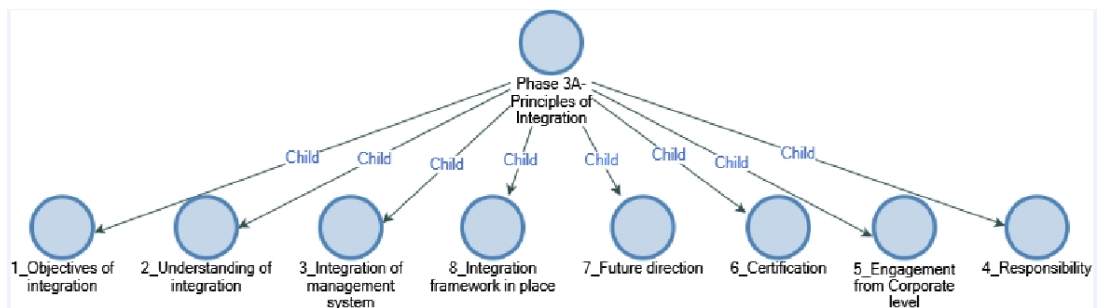 Phase 3A-
Principles of
Integration
Child
Child
Child
Child
Child
Child
Child
Child
1_Objectives of
integration
2_Understanding of
integration
3_Integration of
management
system
8_Integration
framework in place
7_Future direction
6_Certification
5_Engagement
from Corporate
level
4_Responsibility